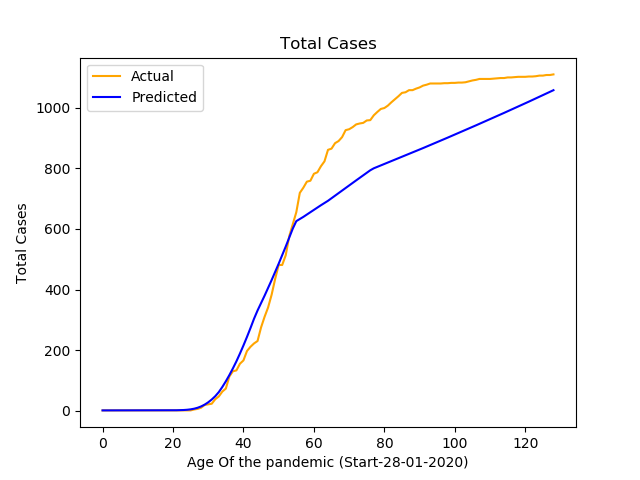 Total Cases
Actual
Predicted
Total Cases
1000
800
600
400
200
0
0 20 40 60 80 100 120
Age Of the pandemic (Start-28-01-2020)